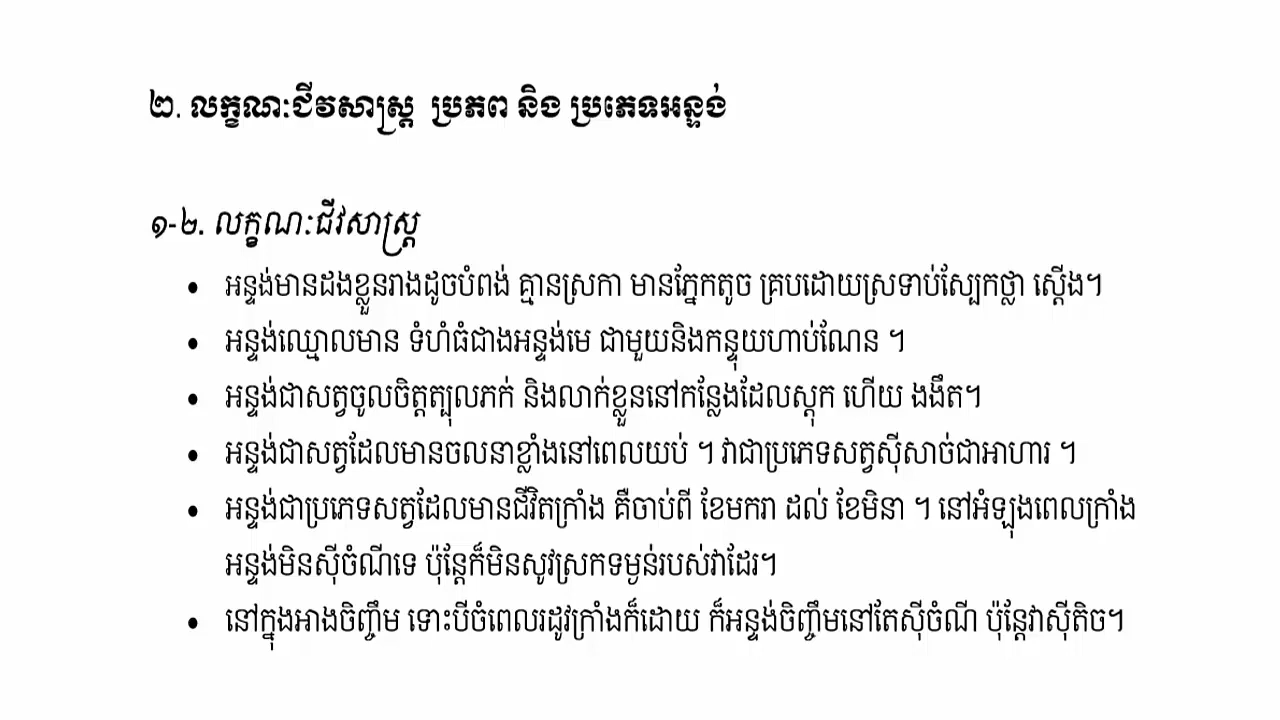 ២. លក្ខណៈជីវសាស្ត្រ ប្រភព និង ប្រភេទអន្ទង់
១-២. លក្ខណៈជីវសាស្ត្រ
• អន្ទង់មានដងខ្លួនរាងដូចបំពង់ គ្មានស្រកា មានភ្នែកតូច គ្របដោយស្រទាប់ស្បែកថ្លា ស្ដើង។
• អន្ទង់ឈ្មោលមាន ទំហំធំជាងអន្ទង់មេ ជាមួយនិងកន្ទុយហាប់ណែន ។
• អន្ទង់ជាសត្វចូលចិត្តត្បុលភក់ និងលាក់ខ្លួននៅកន្លែងដែលស្ដុក ហើយ ងងឹត។
• អន្ទង់ជាសត្វដែលមានចលនាខ្លាំងនៅពេលយប់ ។ វាជាប្រភេទសត្វស៊ីសាច់ជាអាហារ ។
• អន្ទង់ជាប្រភេទសត្វដែលមានជីវិតក្រាំង គឺចាប់ពី ខែមករា ដល់ ខែមិនា ។ នៅអំឡុងពេលក្រាំង
អន្ទង់មិនស៊ីចំណីទេ ប៉ុន្តែក៏មិនសូវស្រកទម្ងន់របស់វាដែរ។
• នៅក្នុងអាងចិញ្ចឹម ទោះបីចំពេលរដូវក្រាំងក៏ដោយ ក៏អន្ទង់ចិញ្ចឹមនៅតែស៊ីចំណី ប៉ុន្តែវាស៊ីតិច។